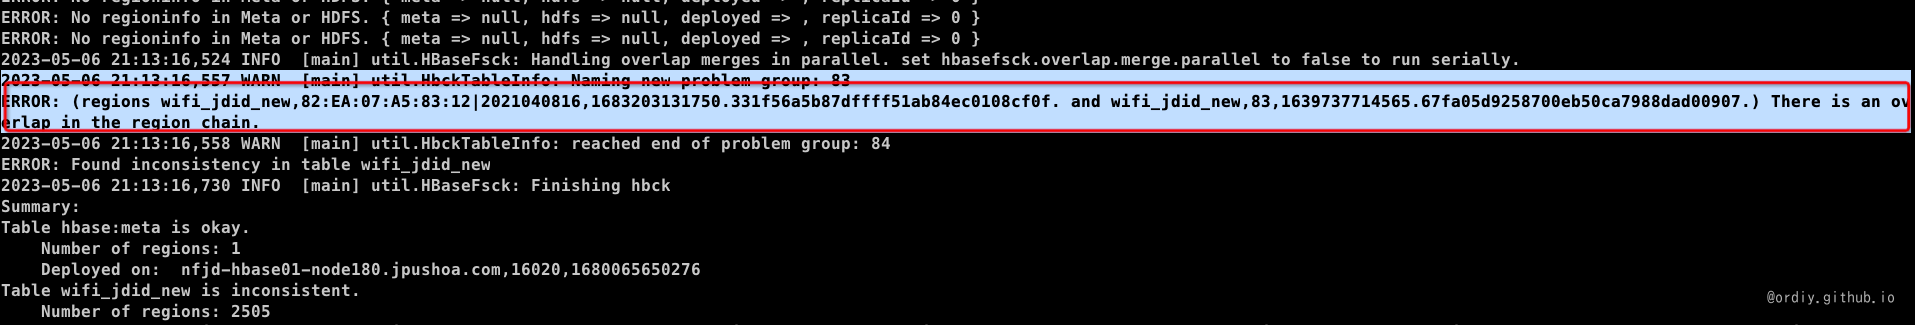 ERROR: No regioninfo in Meta or HDFS. { meta => null, hdfs => null, deployed => , replicaId => 0 }
ERROR: No regioninfo in Meta or HDFS. { meta => null, hdfs => null, deployed => , replicaId => 0 }
ERROR: No regioninfo in Meta or HDFS. { meta => null, hdfs => null, deployed => , replicaId => 0 }
2023-05-06 21:13:16,524 INFO  [main] util.HBaseFsck: Handling overlap merges in parallel. set hbasefsck.overlap.merge.parallel to false to run serially.
2023-05-06 21:13:16,557 WARN  [main] util.HbckTableInfo: Naming new problem group: 83
ERROR: (regions wifi_jdid_new,82:EA:07:A5:83:12|2021040816,1683203131750.331f56a5b87dffff51ab84ec0108cf0f. and wifi_jdid_new,83,1639737714565.67fa05d9258700eb50ca7988dad00907.) There is an ov
erlap in the region chain.
2023-05-06 21:13:16,558 WARN  [main] util.HbckTableInfo: reached end of problem group: 84
ERROR: Found inconsistency in table wifi_jdid_new
2023-05-06 21:13:16,730 INFO  [main] util.HBaseFsck: Finishing hbck
Summary:
Table hbase:meta is okay.
    Number of regions: 1
    Deployed on:  nfjd-hbase01-node180.jpushoa.com,16020,1680065650276
Table wifi_jdid_new is inconsistent.
    Number of regions: 2505
@ordiy.github.io